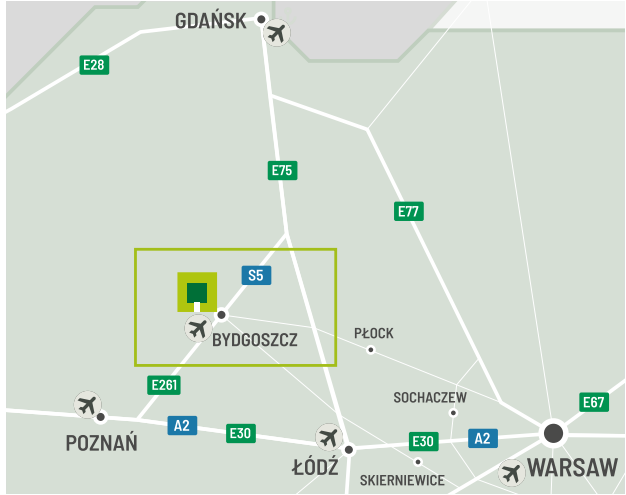 GDAŃSK
E28
E75
E77
S5
BYDGOSZCZ
PŁOCK
E261
SOCHACZEW
E67
POZNAŃ
A2
E30
ŁÓDŹ
E30
A2
SKIERNIEWICE
WARSAW